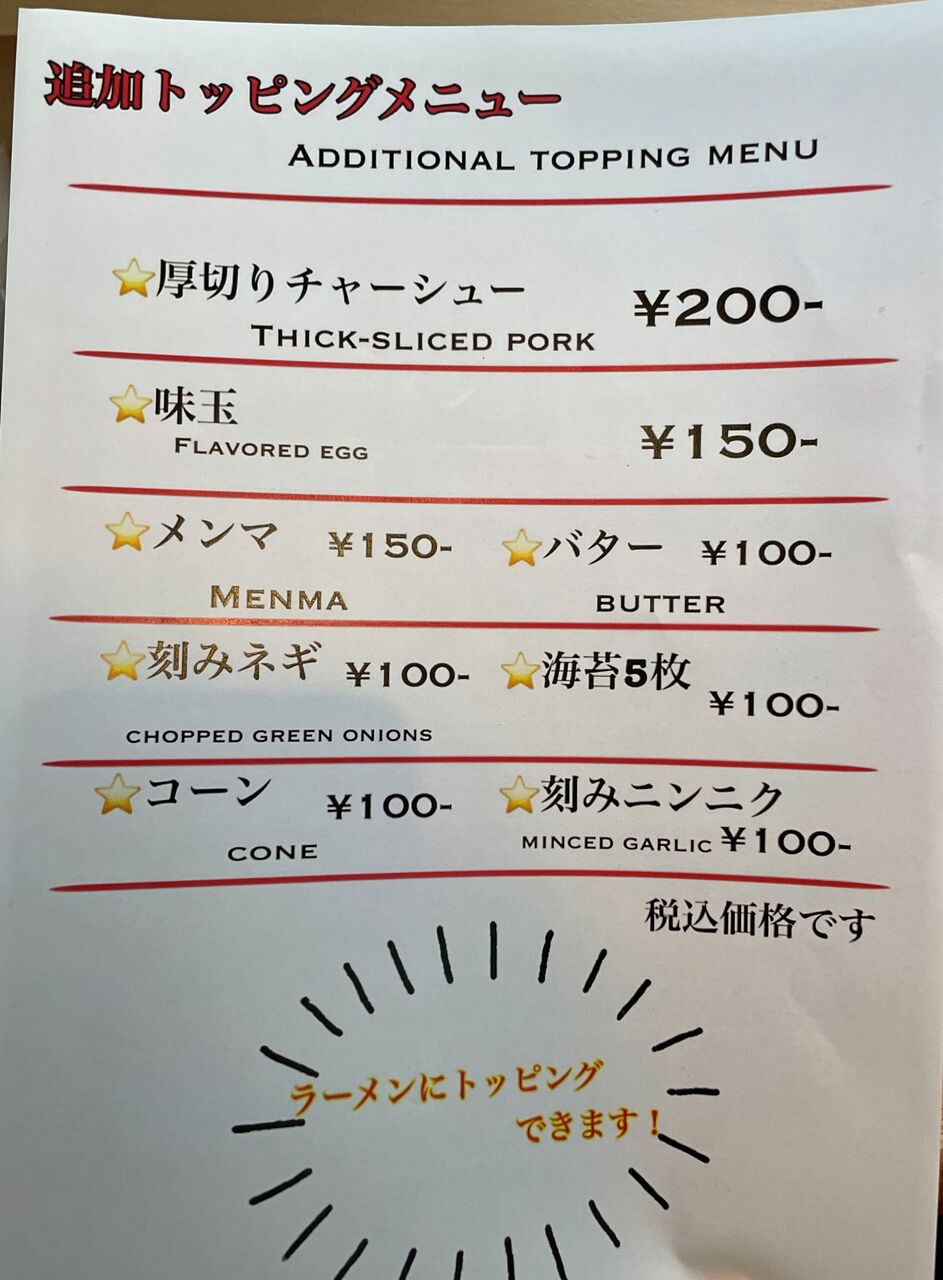 追加トッピングメニュー
ADDITIONAL TOPPING MENU
⭐厚切りチャーシュー ¥200-
THICK-SLICED PORK
⭐味玉 ¥150-
FLAVORED EGG
⭐メンマ ¥150- ⭐バター ¥100-
MENMA BUTTER
⭐刻みネギ ¥100- ⭐海苔5枚 ¥100-
CHOPPED GREEN ONIONS
⭐コーン ¥100- ⭐刻みニンニク
CONE MINCED GARLIC ¥100-
税込価格です
ラーメンにトッピング
できます！